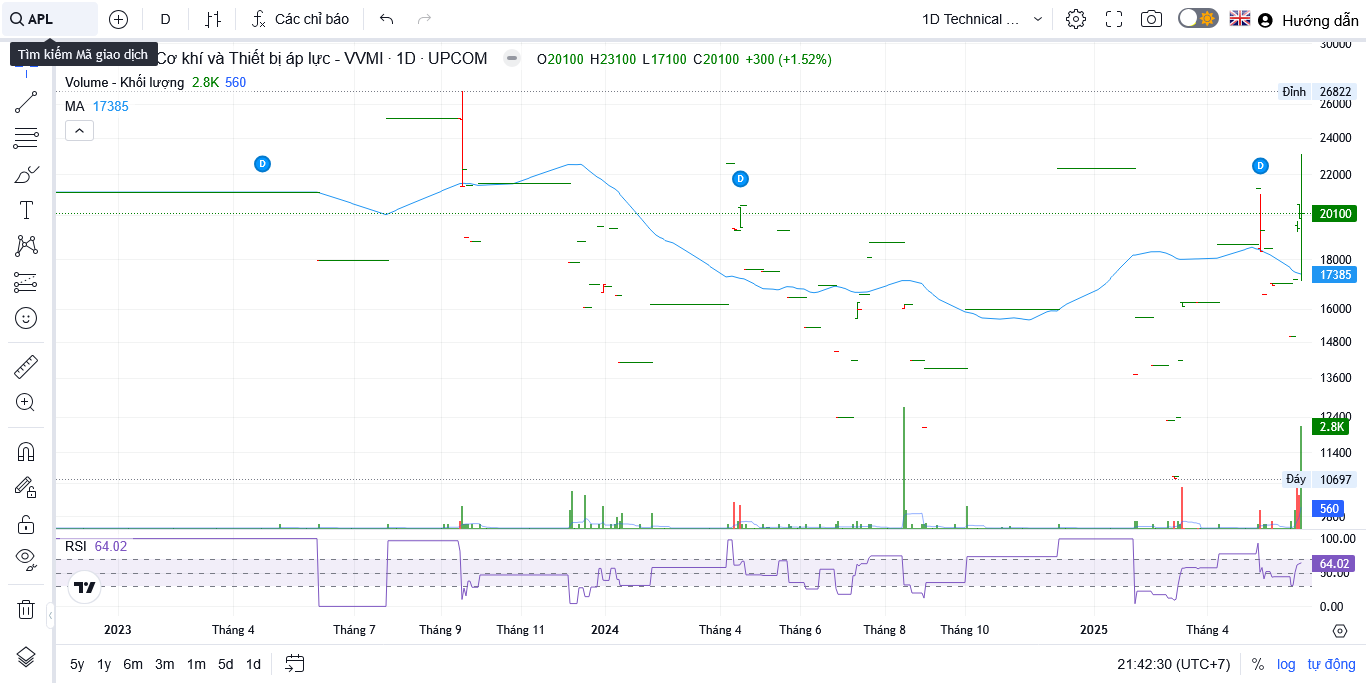 APL
D
Các chỉ báo
1D Technical ...
Hướng dẫn
Tìm kiếm Mã giao dịch
Cơ khí và Thiết bị áp lực - VVMI · 1D · UPCOM
O20100 H23100 L17100 C20100 +300 (+1.52%)
Volume - Khối lượng 2.8K 560
MA 17385
30000
Đỉnh 26822
26000
24000
22000
20100
18000
17385
16000
14800
13600
12400
2.8K
11400
Đáy 10697
560
9800
D
D
D
RSI 64.02
100.00
64.02
50.00
0.00
2023
Tháng 4
Tháng 7
Tháng 9
Tháng 11
2024
Tháng 4
Tháng 6
Tháng 8
Tháng 10
2025
Tháng 4
5y 1y 6m 3m 1m 5d 1d
21:42:30 (UTC+7)
% log tự động